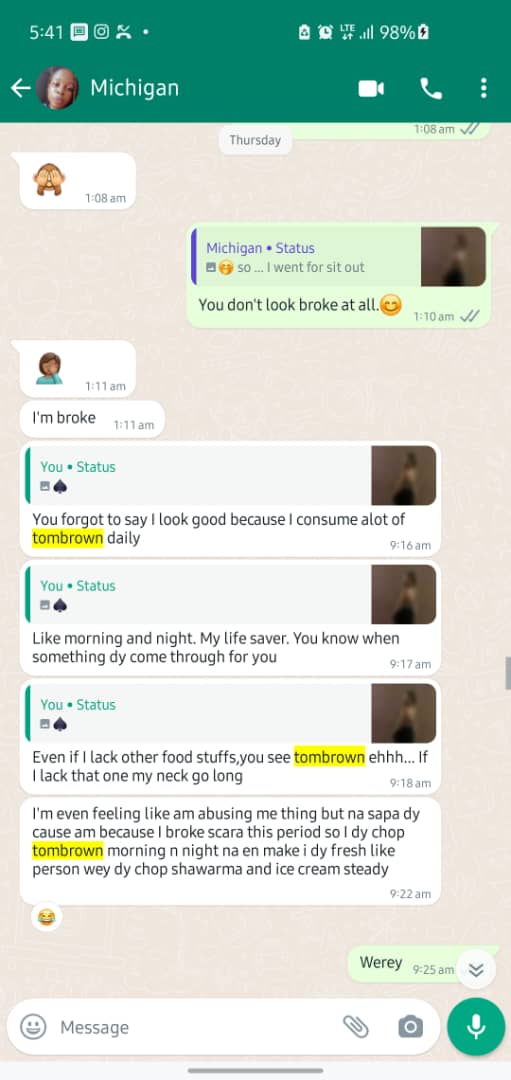 5:41
LTE
98%
Michigan
1:08 am
Thursday
1:08 am
Michigan • Status
so ... I went for sit out
You don't look broke at all.😊
1:10 am
1:11 am
I'm broke
1:11 am
You • Status
♠
You forgot to say I look good because I consume alot of
tombrown daily
9:16 am
You • Status
♠
Like morning and night. My life saver. You know when
something dy come through for you
9:17 am
You • Status
♠
Even if I lack other food stuffs,you see tombrown ehhh... If
I lack that one my neck go long
9:18 am
I'm even feeling like am abusing me thing but na sapa dy
cause am because I broke scara this period so I dy chop
tombrown morning n night na en make i dy fresh like
person wey dy chop shawarma and ice cream steady
9:22 am
😂
Werey
9:25 am
Message